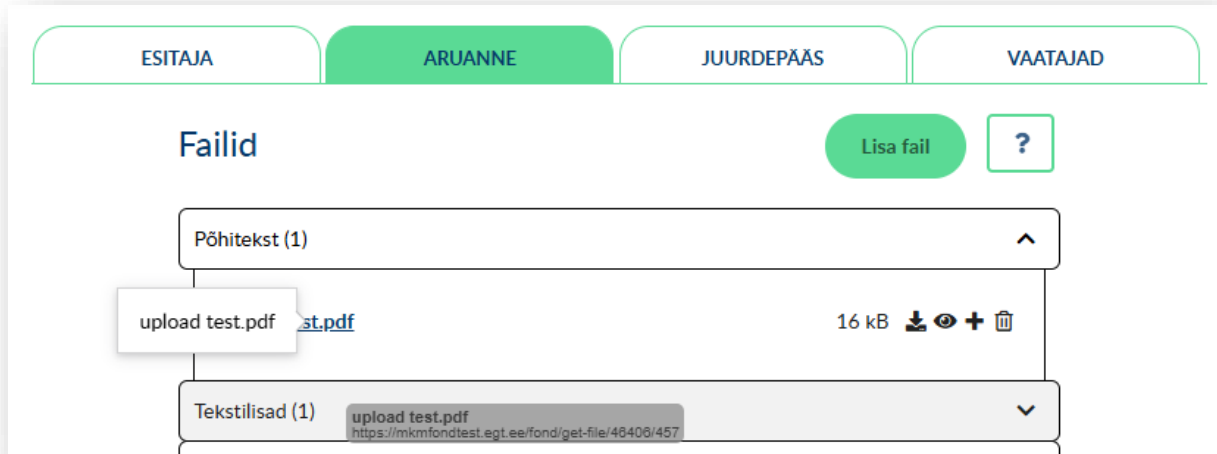 ESITAJA ARUANNE JUURDEPÄÄS VAATAJAD
Failid Lisa fail ?
Põhitekst (1)
upload test.pdf st.pdf 16 kB
Tekstilisad (1)
upload test.pdf
https://mkmfondtest.egt.ee/fond/get-file/46406/457